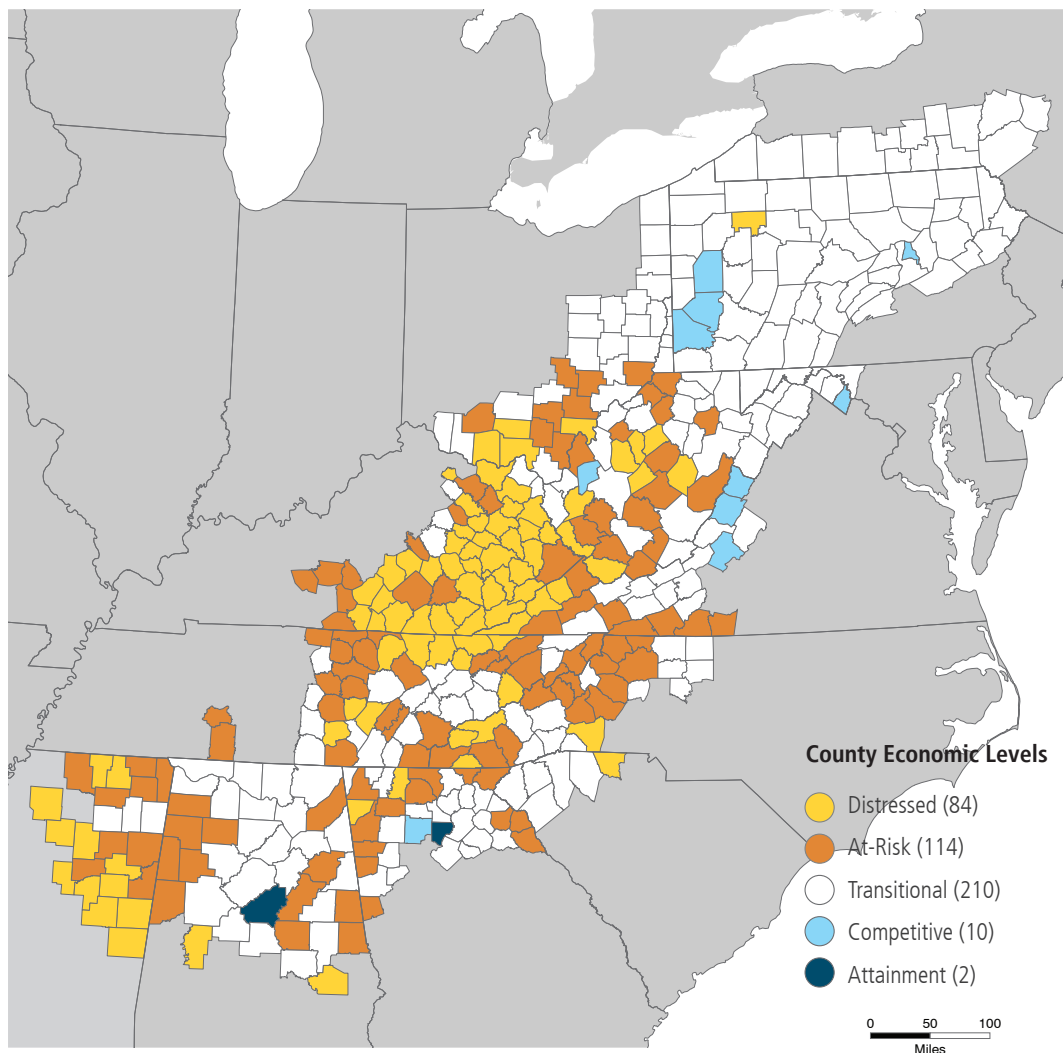 County Economic Levels
Distressed (84)
At-Risk (114)
Transitional (210)
Competitive (10)
Attainment (2)
0 50 100
Miles